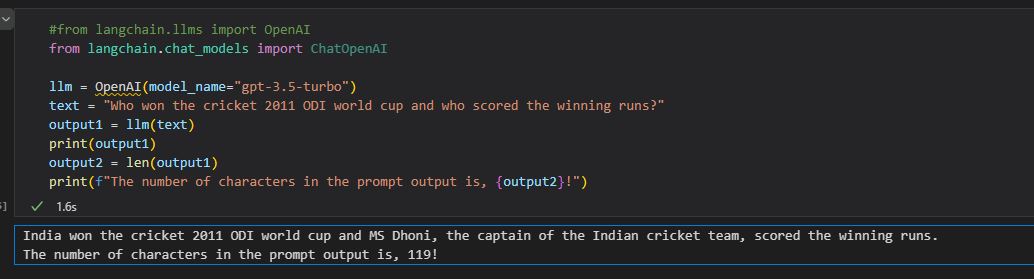 #from langchain.llms import OpenAI
from langchain.chat_models import ChatOpenAI
llm = OpenAI(model_name="gpt-3.5-turbo")
text = "Who won the cricket 2011 ODI world cup and who scored the winning runs?"
output1 = llm(text)
print(output1)
output2 = len(output1)
print(f"The number of characters in the prompt output is, {output2}!")
1.6s
India won the cricket 2011 ODI world cup and MS Dhoni, the captain of the Indian cricket team, scored the winning runs.
The number of characters in the prompt output is, 119!